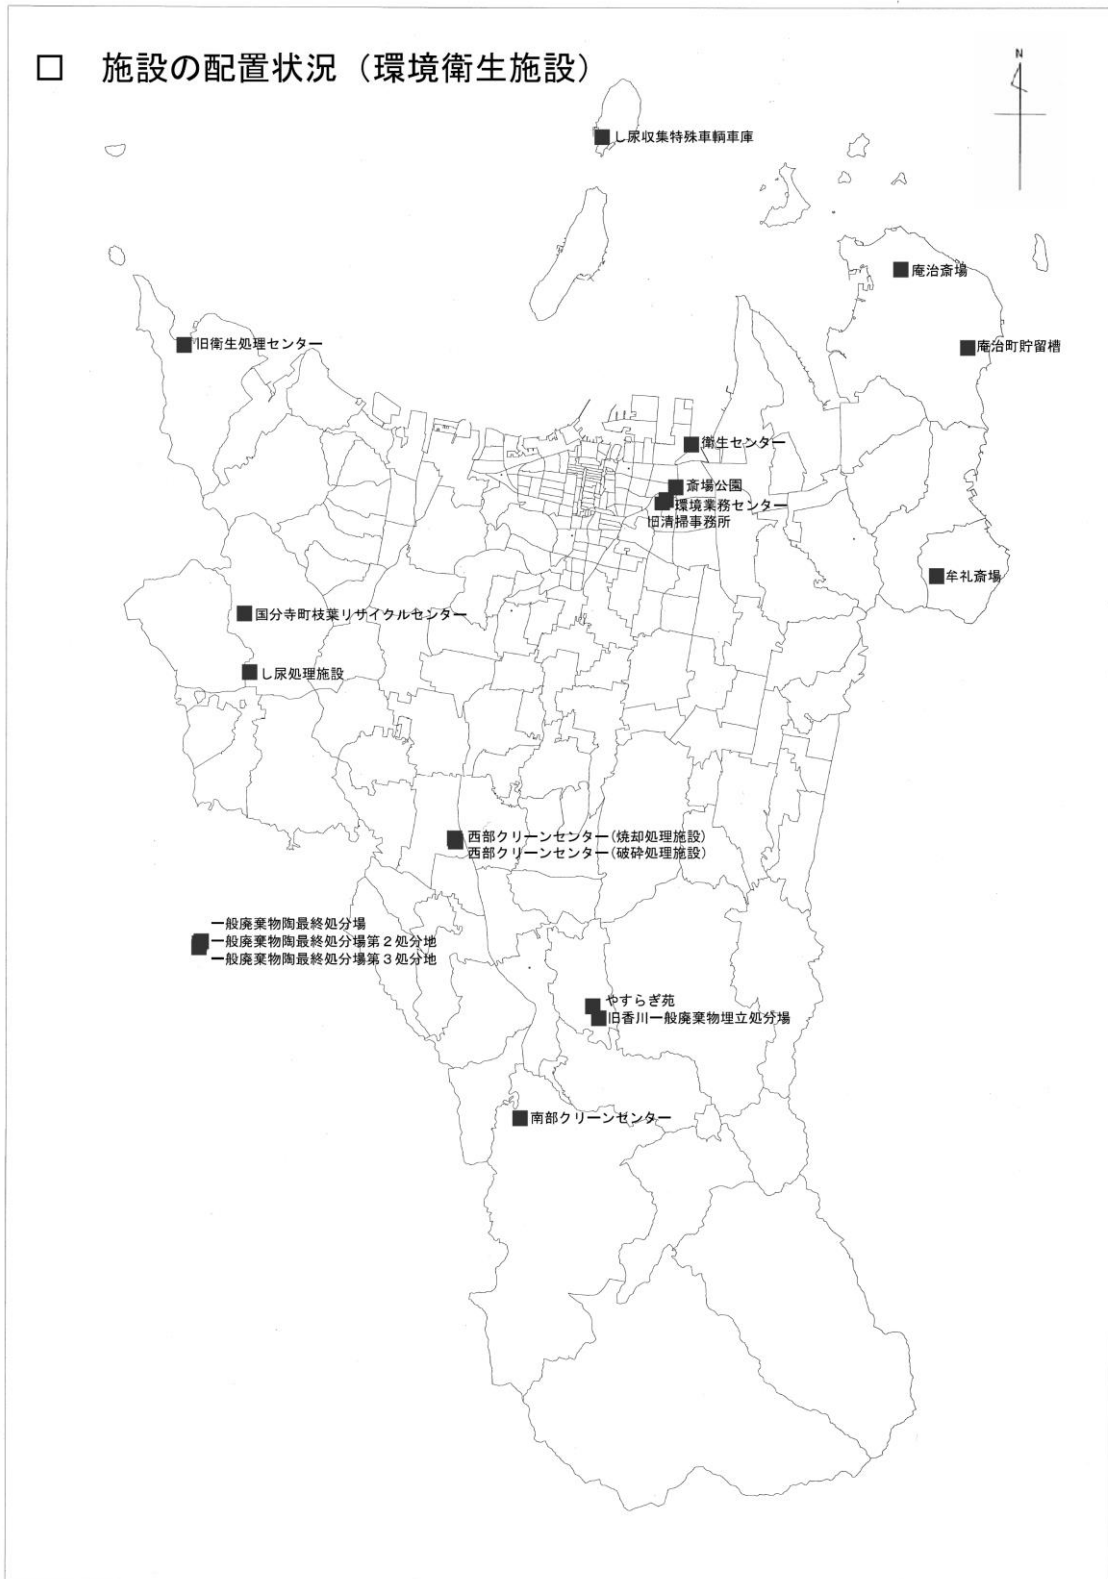 □ 施設の配置状況（環境衛生施設）
N
し尿収集特殊車輌車庫
庵治斎場
旧衛生処理センター
庵治町貯留槽
衛生センター
斎場公園
環境業務センター
旧清掃事務所
牟礼斎場
国分寺町枝葉リサイクルセンター
し尿処理施設
西部クリーンセンター(焼却処理施設)
西部クリーンセンター(破砕処理施設)
一般廃棄物陶最終処分場
一般廃棄物陶最終処分場第２処分地
一般廃棄物陶最終処分場第３処分地
やすらぎ苑
旧香川一般廃棄物埋立処分場
南部クリーンセンター